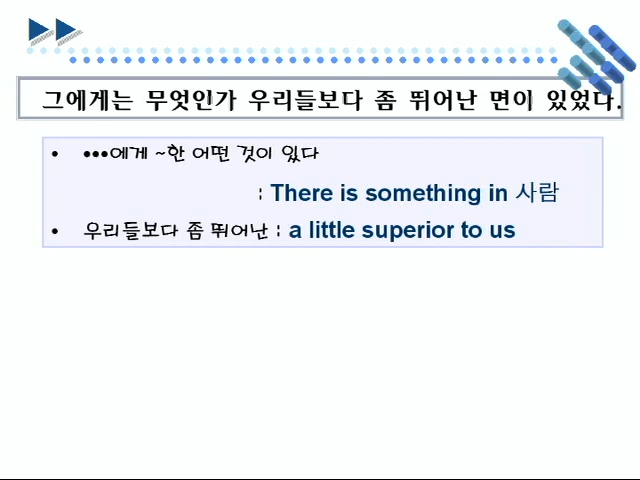 그에게는 무엇인가 우리들보다 좀 뛰어난 면이 있었다.
• •••에게 ~한 어떤 것이 있다
: There is something in 사람
• 우리들보다 좀 뛰어난 : a little superior to us